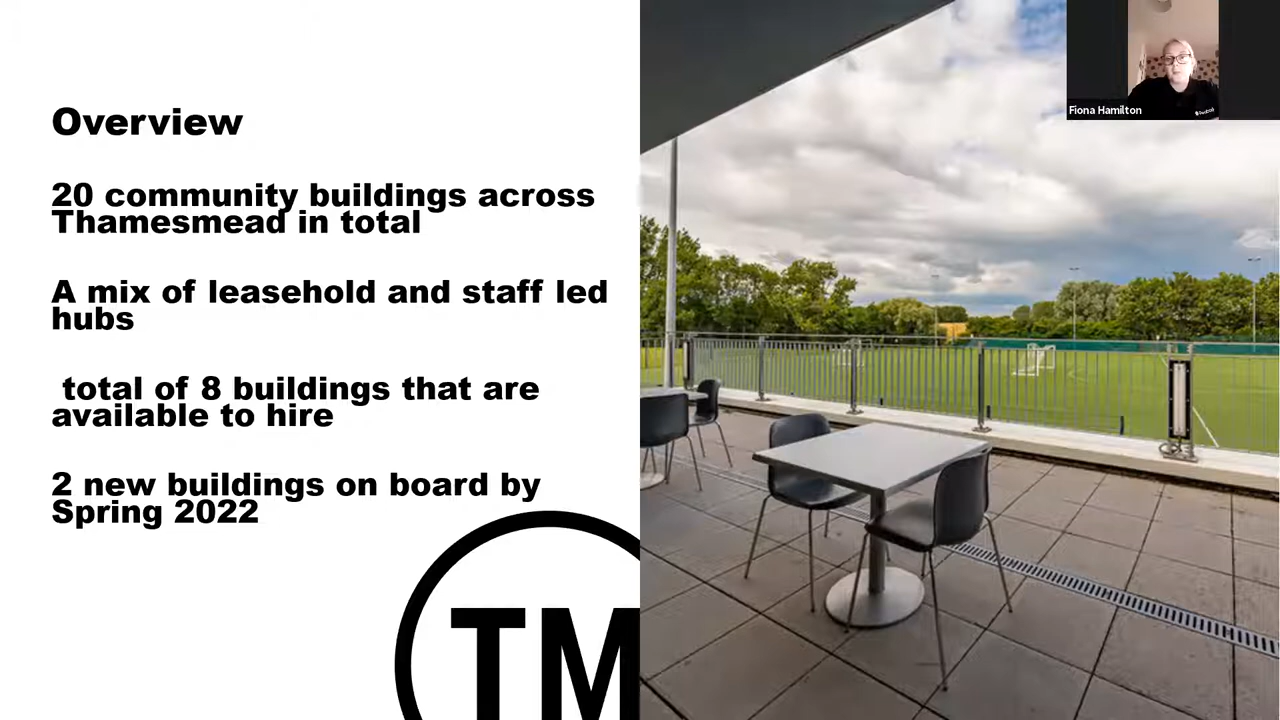 Overview
20 community buildings across
Thamesmead in total
A mix of leasehold and staff led
hubs
total of 8 buildings that are
available to hire
2 new buildings on board by
Spring 2022
TM
Fiona Hamilton